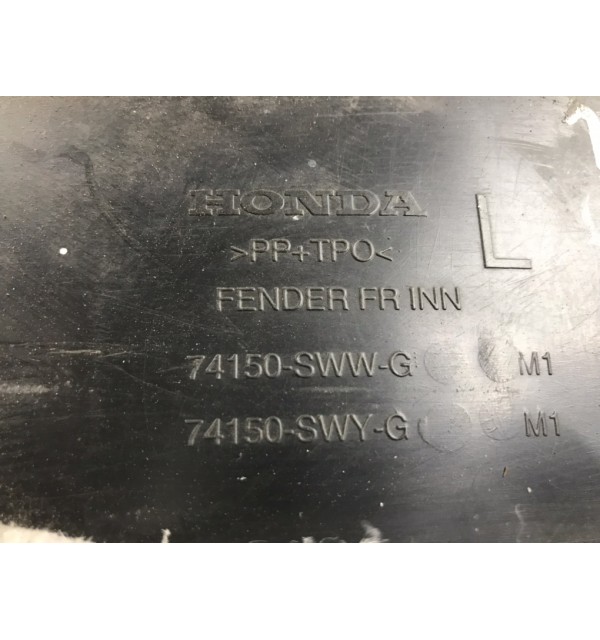 HONDA
>PP+TPO<
L
FENDER FR INN
74150-SWW-G M1
74150-SWY-G M1